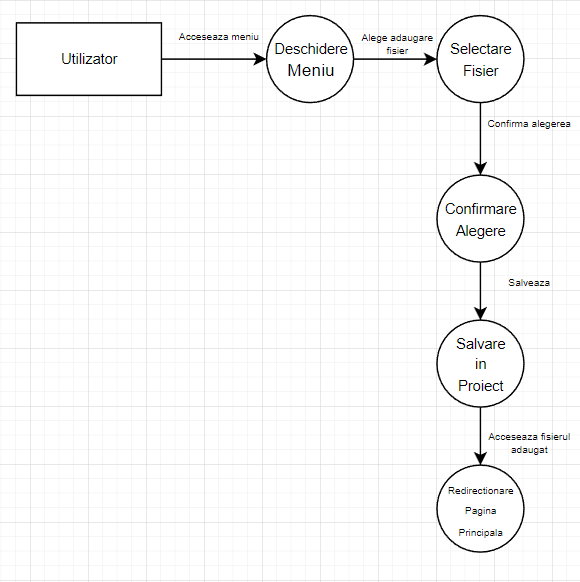 Utilizator
Acceseaza meniu
Deschidere
Meniu
Alege adaugare
fisier
Selectare
Fisier
Confirma alegerea
Confirmare
Alegere
Salveaza
Salvare
in
Proiect
Acceseaza fisierul
adaugat
Redirectionare
Pagina
Principala